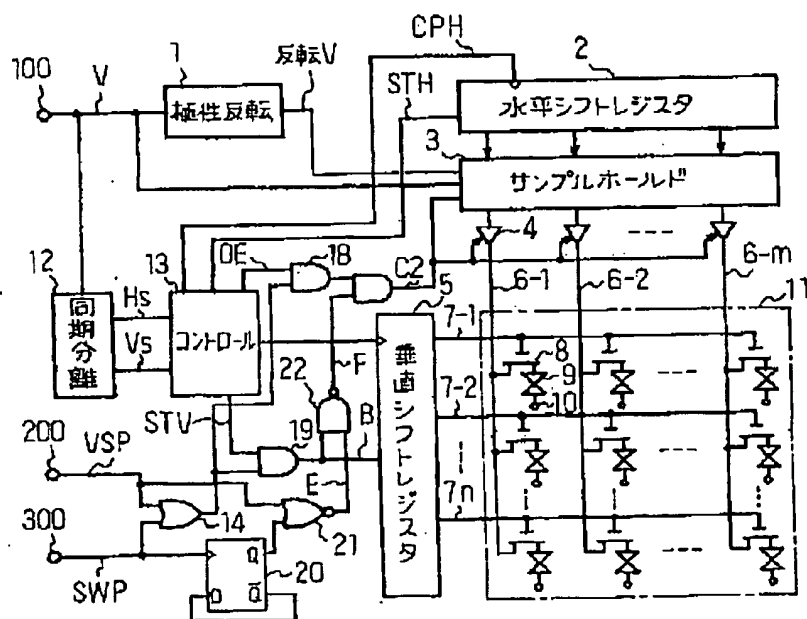 CPH
1
反転V
2
100
V
STH
極性反転
水平シフトレジスタ
3
サンプルホールド
4
12
13
OE
18
C2
5
6-1
6-2
6-m
11
Hs
Vs
同期分離
コントロール
7-1
8
9
10
F
22
7-2
STV
19
B
垂直シフトレジスタ
200
VSP
E
7n
300
14
21
SWP
Q
D
Q̅
20